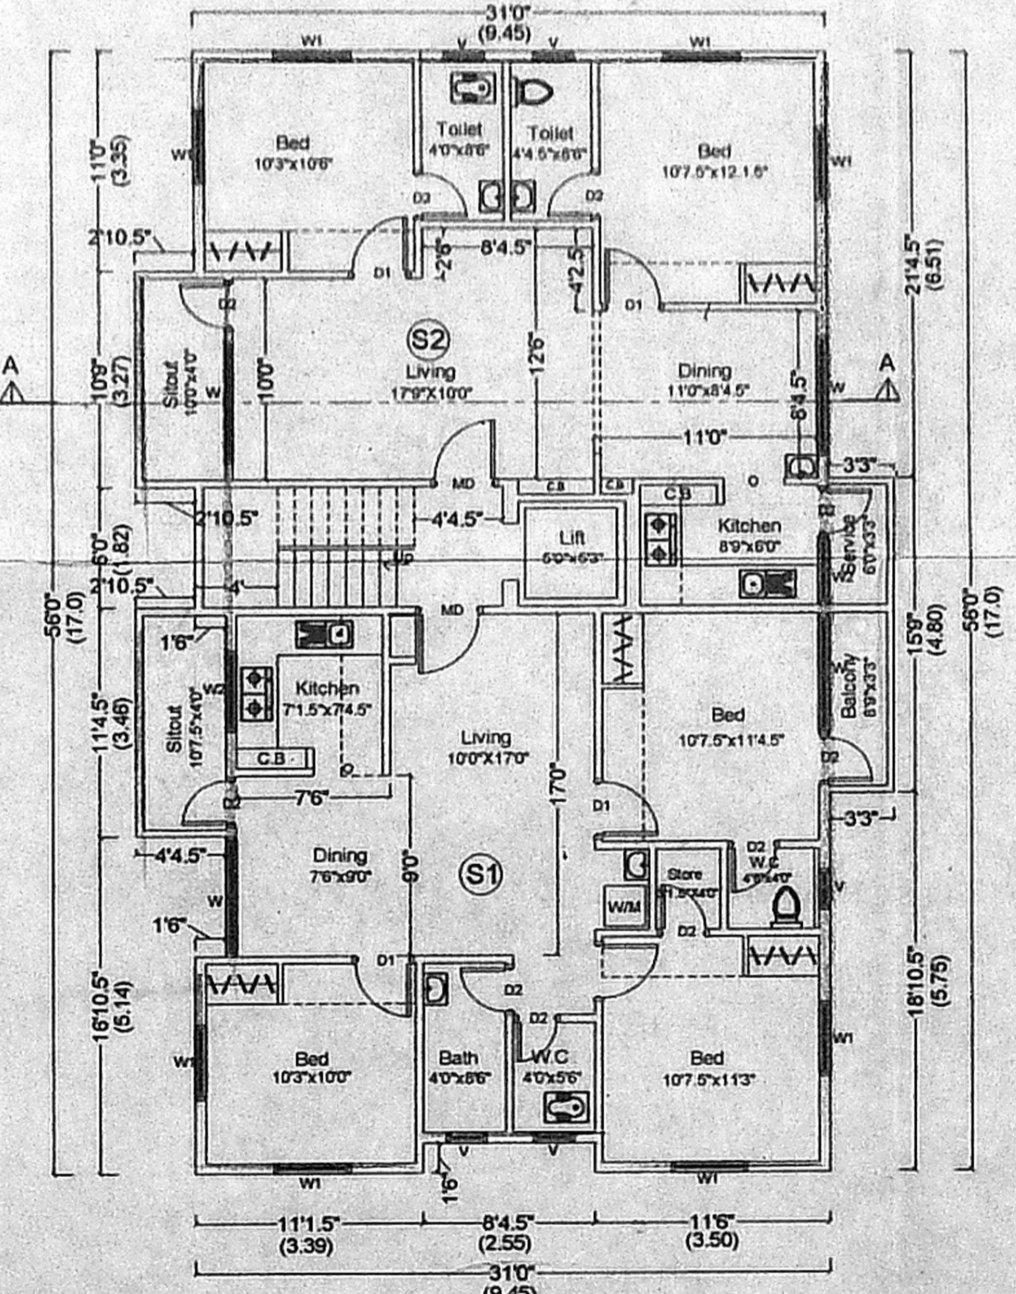 31'0"
(9.45)
W1
V
V
W1
11'0"
(3.35)
W1
Bed
10'3"x10'6"
Toilet
4'0"x8'6"
Toilet
4'4.5"x6'6"
Bed
10'7.5"x12.1.5"
W1
D2
D2
2'10.5"
2'6"
8'4.5"
4'2.5"
21'4.5"
(6.51)
D1
D1
D2
S2
A
10'9"
(3.27)
Sitout
10'0"x4'0"
W
10'0"
Living
17'9"X10'0"
12'6"
Dining
11'0"x8'4.5"
8'4.5"
W
A
11'0"
3'3"
MD
C.B
C.B
C.B
O
2'10.5"
4'4.5"
Lift
Kitchen
8'9"x6'0"
Service
6'0"x3'3"
6'0"
(1.82)
Up
2'10.5"
4'
MD
56'0"
(17.0)
56'0"
(17.0)
15'9"
(4.80)
1'6"
11'4.5"
(3.46)
Sitout
10'7.5"x4'0"
W2
Kitchen
7'1.5"x7'4.5"
C.B
Living
10'0"X17'0"
Bed
10'7.5"x11'4.5"
Balcony
8'9"x3'3"
D2
7'6"
17'0"
D1
3'3"
4'4.5"
Dining
7'6"x9'0"
9'0"
S1
D2
W.C
4'6"x4'0"
Store
V
W
W/M
D2
1'6"
D1
D2
16'10.5"
(5.14)
18'10.5"
(5.75)
D2
W1
Bed
10'3"x10'0"
Bath
4'0"x8'6"
W.C
4'0"x5'6"
Bed
10'7.5"x11'3"
W1
V
V
W1
W1
1'6"
11'1.5"
(3.39)
8'4.5"
(2.55)
11'6"
(3.50)
31'0"
(9.45)